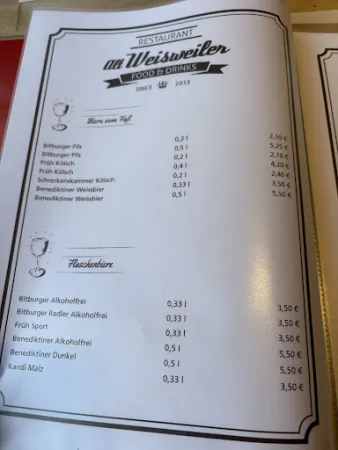 RESTAURANT
Alt Weisweiler
FOOD & DRINKS
SINCE 2013
Biere vom Faß
Bitburger Pils 0,2 l 2,10 €
Bitburger Pils 0,5 l 5,25 €
Früh Kölsch 0,2 l 2,10 €
Früh Kölsch 0,4 l 4,20 €
Schreckenskammer Kölsch 0,2 l 2,40 €
Benediktiner Weissbier 0,33 l 3,50 €
Benediktiner Weissbier 0,5 l 5,50 €
Flaschenbiere
Bitburger Alkoholfrei 0,33 l 3,50 €
Bitburger Radler Alkoholfrei 0,33 l 3,50 €
Früh Sport 0,33 l 3,50 €
Benediktiner Alkoholfrei 0,5 l 5,50 €
Benediktiner Dunkel 0,5 l 5,50 €
Kandi Malz 0,33 l 3,50 €